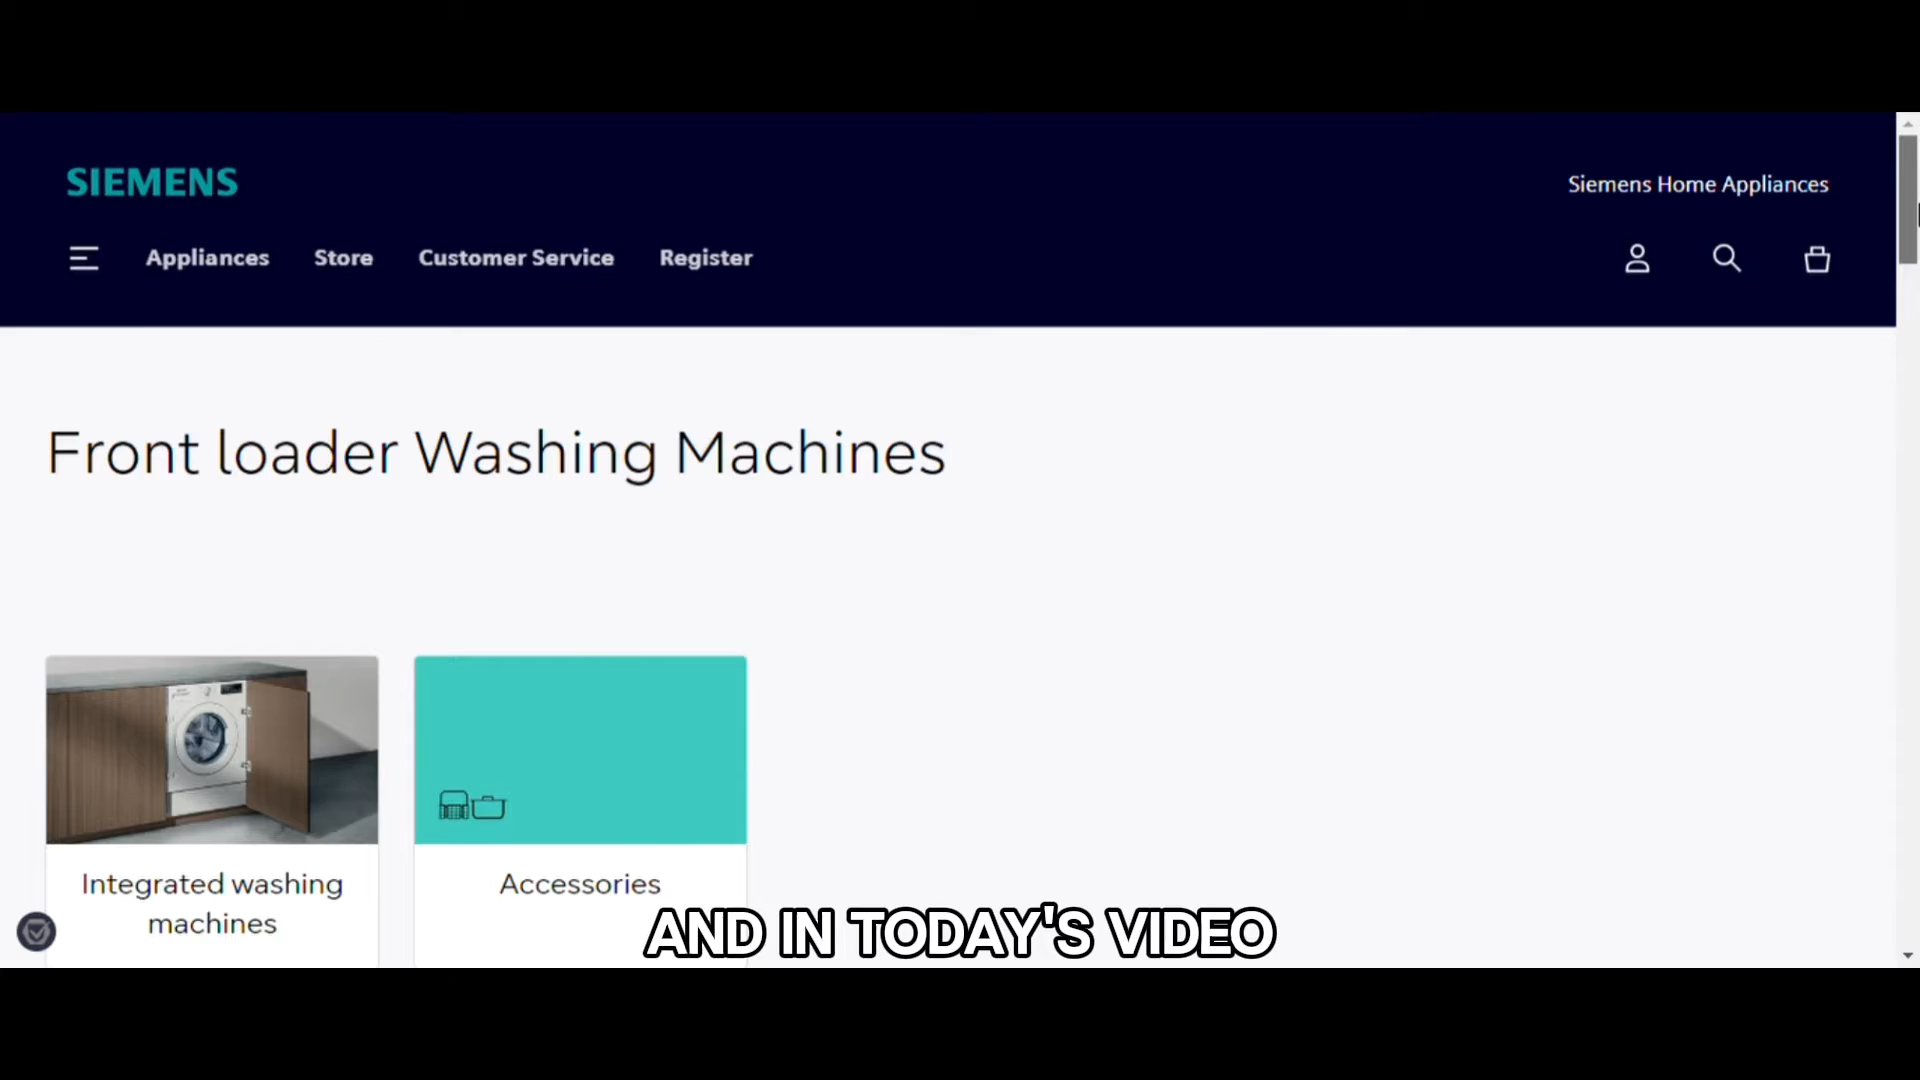 SIEMENS
Siemens Home Appliances
Appliances Store Customer Service Register
Front loader Washing Machines
Integrated washing
machines
Accessories
AND IN TODAY'S VIDEO